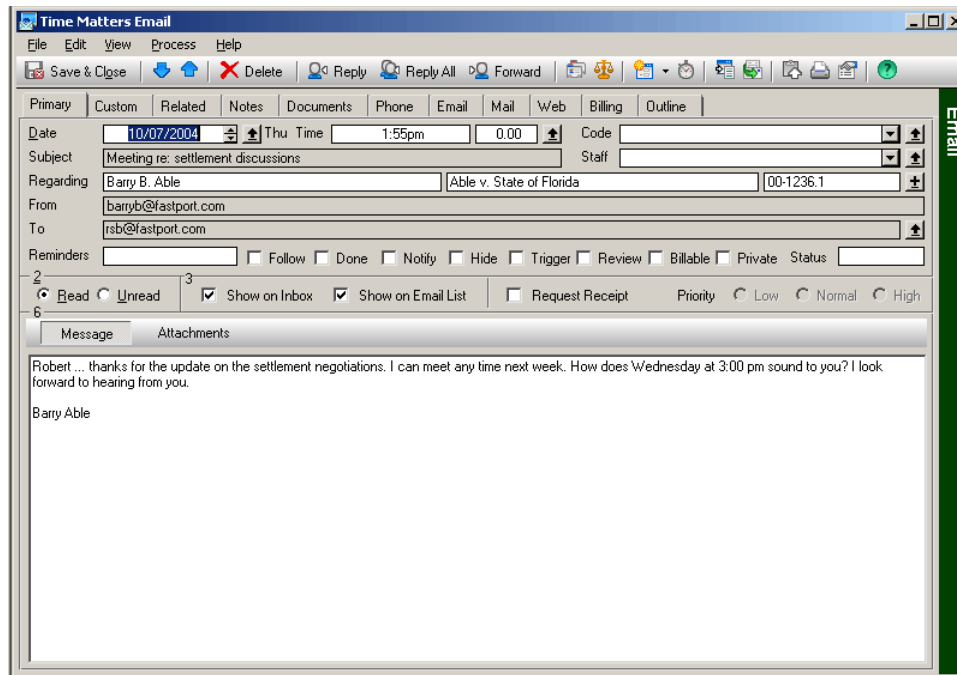 Time Matters Email
File Edit View Process Help
Save & Close Delete Reply Reply All Forward
Primary Custom Related Notes Documents Phone Email Mail Web Billing Outline
Date 10/07/2004 Thu Time 1:55pm 0.00 Code
Subject Meeting re: settlement discussions Staff
Regarding Barry B. Able Able v. State of Florida 00-1236.1
From barryb@fastport.com
To rsb@fastport.com
Reminders Follow Done Notify Hide Trigger Review Billable Private Status
2 3
Read Unread Show on Inbox Show on Email List Request Receipt Priority Low Normal High
6
Message Attachments
Robert ... thanks for the update on the settlement negotiations. I can meet any time next week. How does Wednesday at 3:00 pm sound to you? I look
forward to hearing from you.
Barry Able
Email